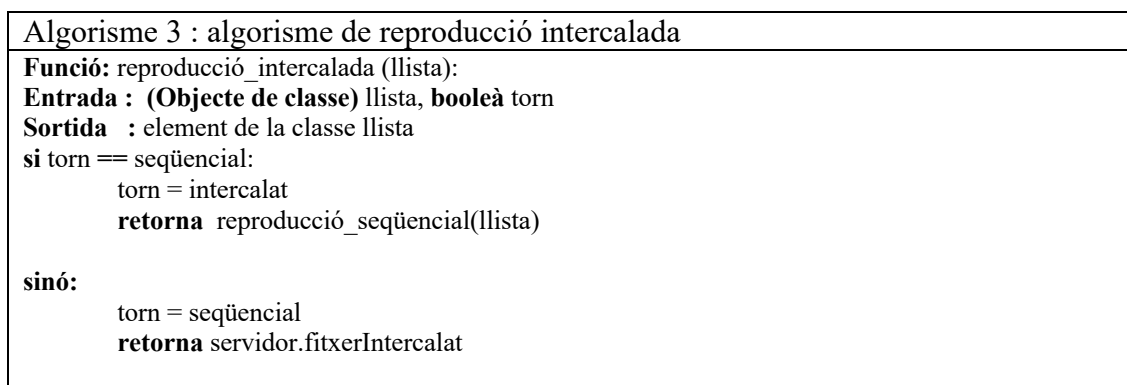 Algorisme 3 : algorisme de reproducció intercalada
Funció: reproducció_intercalada (llista):
Entrada : (Objecte de classe) llista, booleà torn
Sortida : element de la classe llista
si torn == seqüencial:
torn = intercalat
retorna reproducció_seqüencial(llista)
sinó:
torn = seqüencial
retorna servidor.fitxerIntercalat